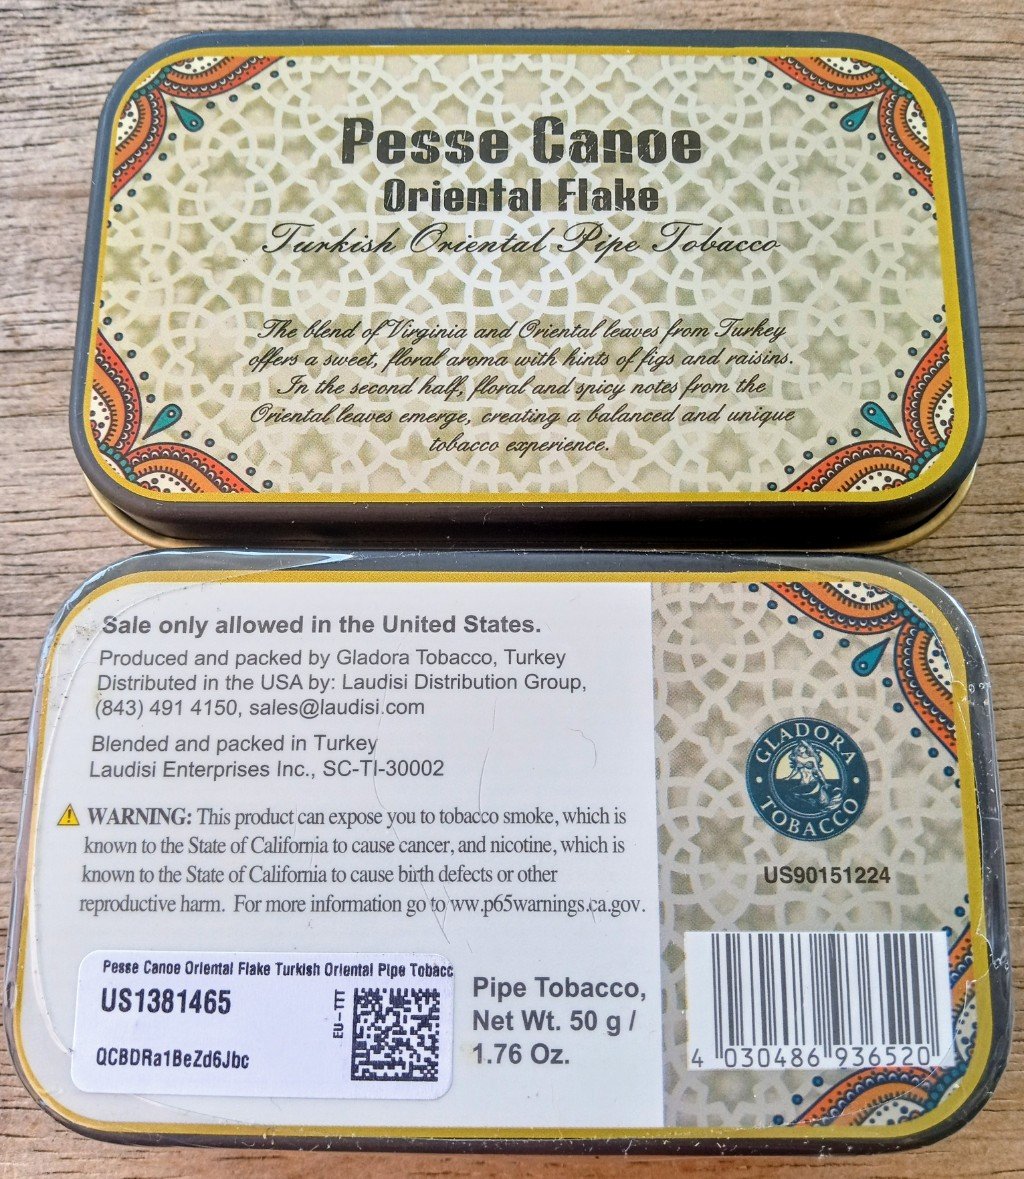 Pesse Canoe
Oriental Flake
Turkish Oriental Pipe Tobacco
The blend of Virginia and Oriental leaves from Turkey
offers a sweet, floral aroma with hints of figs and raisins.
In the second half, floral and spicy notes from the
Oriental leaves emerge, creating a balanced and unique
tobacco experience.
Sale only allowed in the United States.
Produced and packed by Gladora Tobacco, Turkey
Distributed in the USA by: Laudisi Distribution Group,
(843) 491 4150, sales@laudisi.com
Blended and packed in Turkey
Laudisi Enterprises Inc., SC-TI-30002
WARNING: This product can expose you to tobacco smoke, which is
known to the State of California to cause cancer, and nicotine, which is
known to the State of California to cause birth defects or other
reproductive harm. For more information go to ww.p65warnings.ca.gov.
Pesse Canoe Oriental Flake Turkish Oriental Pipe Tobacc
US1381465
EU-TTT
QCBDRa1BeZd6Jbc
Pipe Tobacco,
Net Wt. 50 g /
1.76 Oz.
GLADORA
TOBACCO
US90151224
4 030486 936520